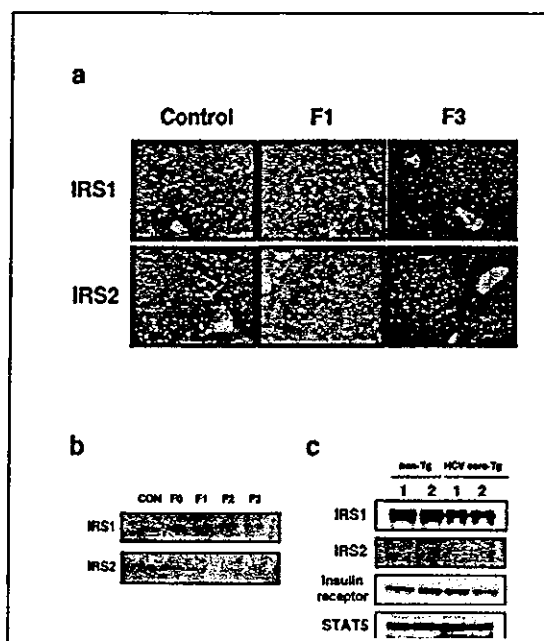 a
Control F1 F3
IRS1
IRS2
b
CON F0 F1 F2 F3
IRS1
IRS2
c
non-Tg HCV core-Tg
1 2 1 2
IRS1
IRS2
Insulin
receptor
STAT5